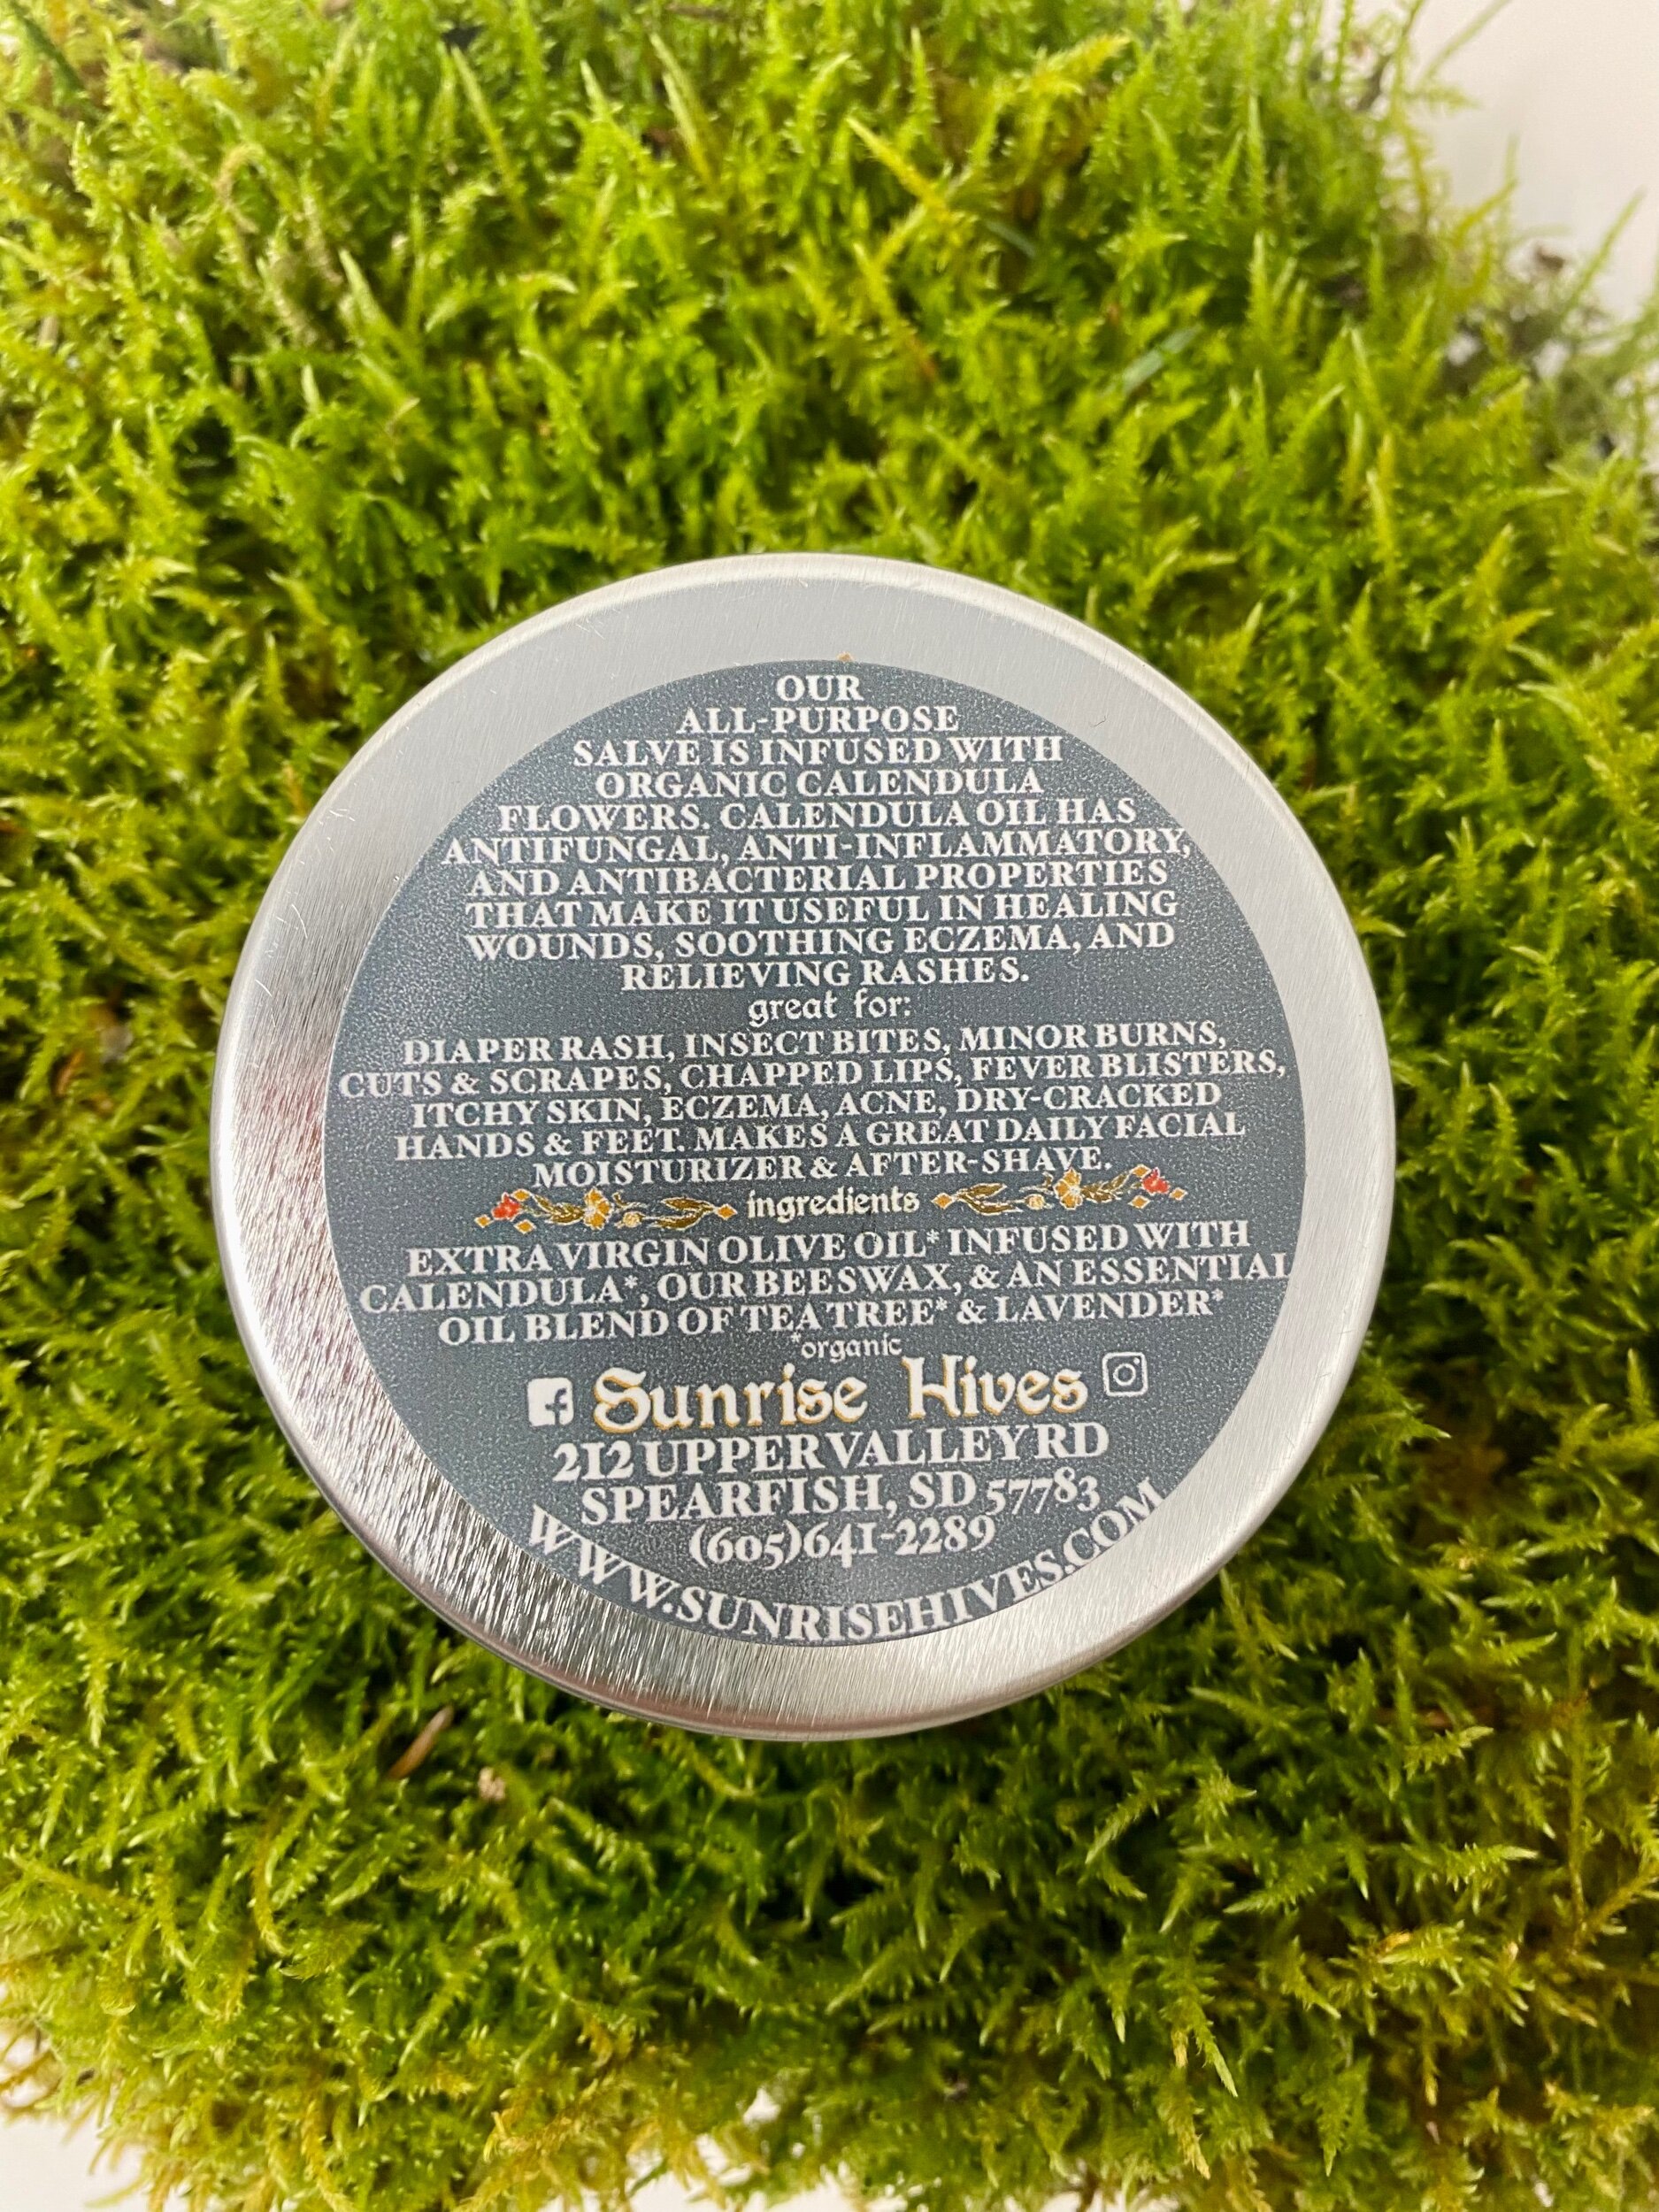 OUR
ALL-PURPOSE
SALVE IS INFUSED WITH
ORGANIC CALENDULA
FLOWERS. CALENDULA OIL HAS
ANTIFUNGAL, ANTI-INFLAMMATORY,
AND ANTIBACTERIAL PROPERTIES
THAT MAKE IT USEFUL IN HEALING
WOUNDS, SOOTHING ECZEMA, AND
RELIEVING RASHES.
great for:
DIAPER RASH, INSECT BITES, MINOR BURNS,
CUTS & SCRAPES, CHAPPED LIPS, FEVER BLISTERS,
ITCHY SKIN, ECZEMA, ACNE, DRY-CRACKED
HANDS & FEET. MAKES A GREAT DAILY FACIAL
MOISTURIZER & AFTER-SHAVE.
ingredients
EXTRA VIRGIN OLIVE OIL* INFUSED WITH
CALENDULA*, OUR BEESWAX, & AN ESSENTIAL
OIL BLEND OF TEA TREE* & LAVENDER*
*organic
Sunrise Hives
212 UPPER VALLEY RD
SPEARFISH, SD 57783
(605)641-2289
WWW.SUNRISEHIVES.COM